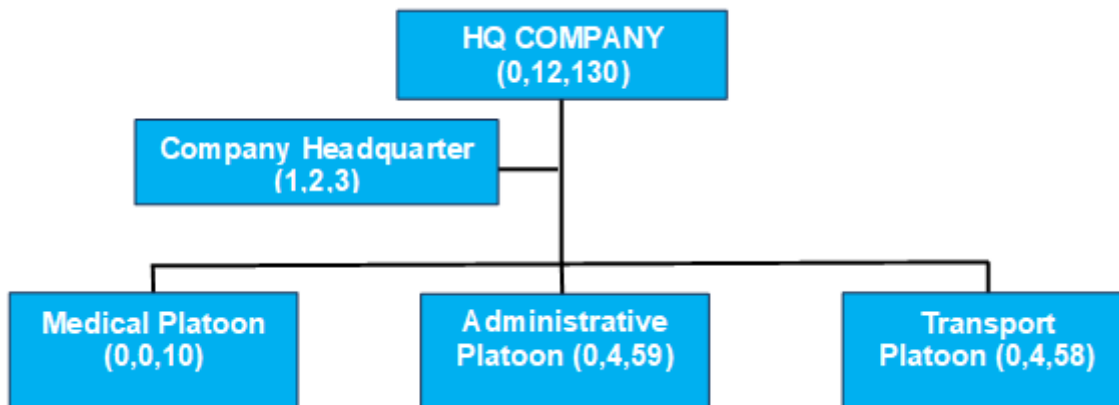 HQ COMPANY
(0,12,130)
Company Headquarter
(1,2,3)
Medical Platoon
(0,0,10)
Administrative
Platoon (0,4,59)
Transport
Platoon (0,4,58)